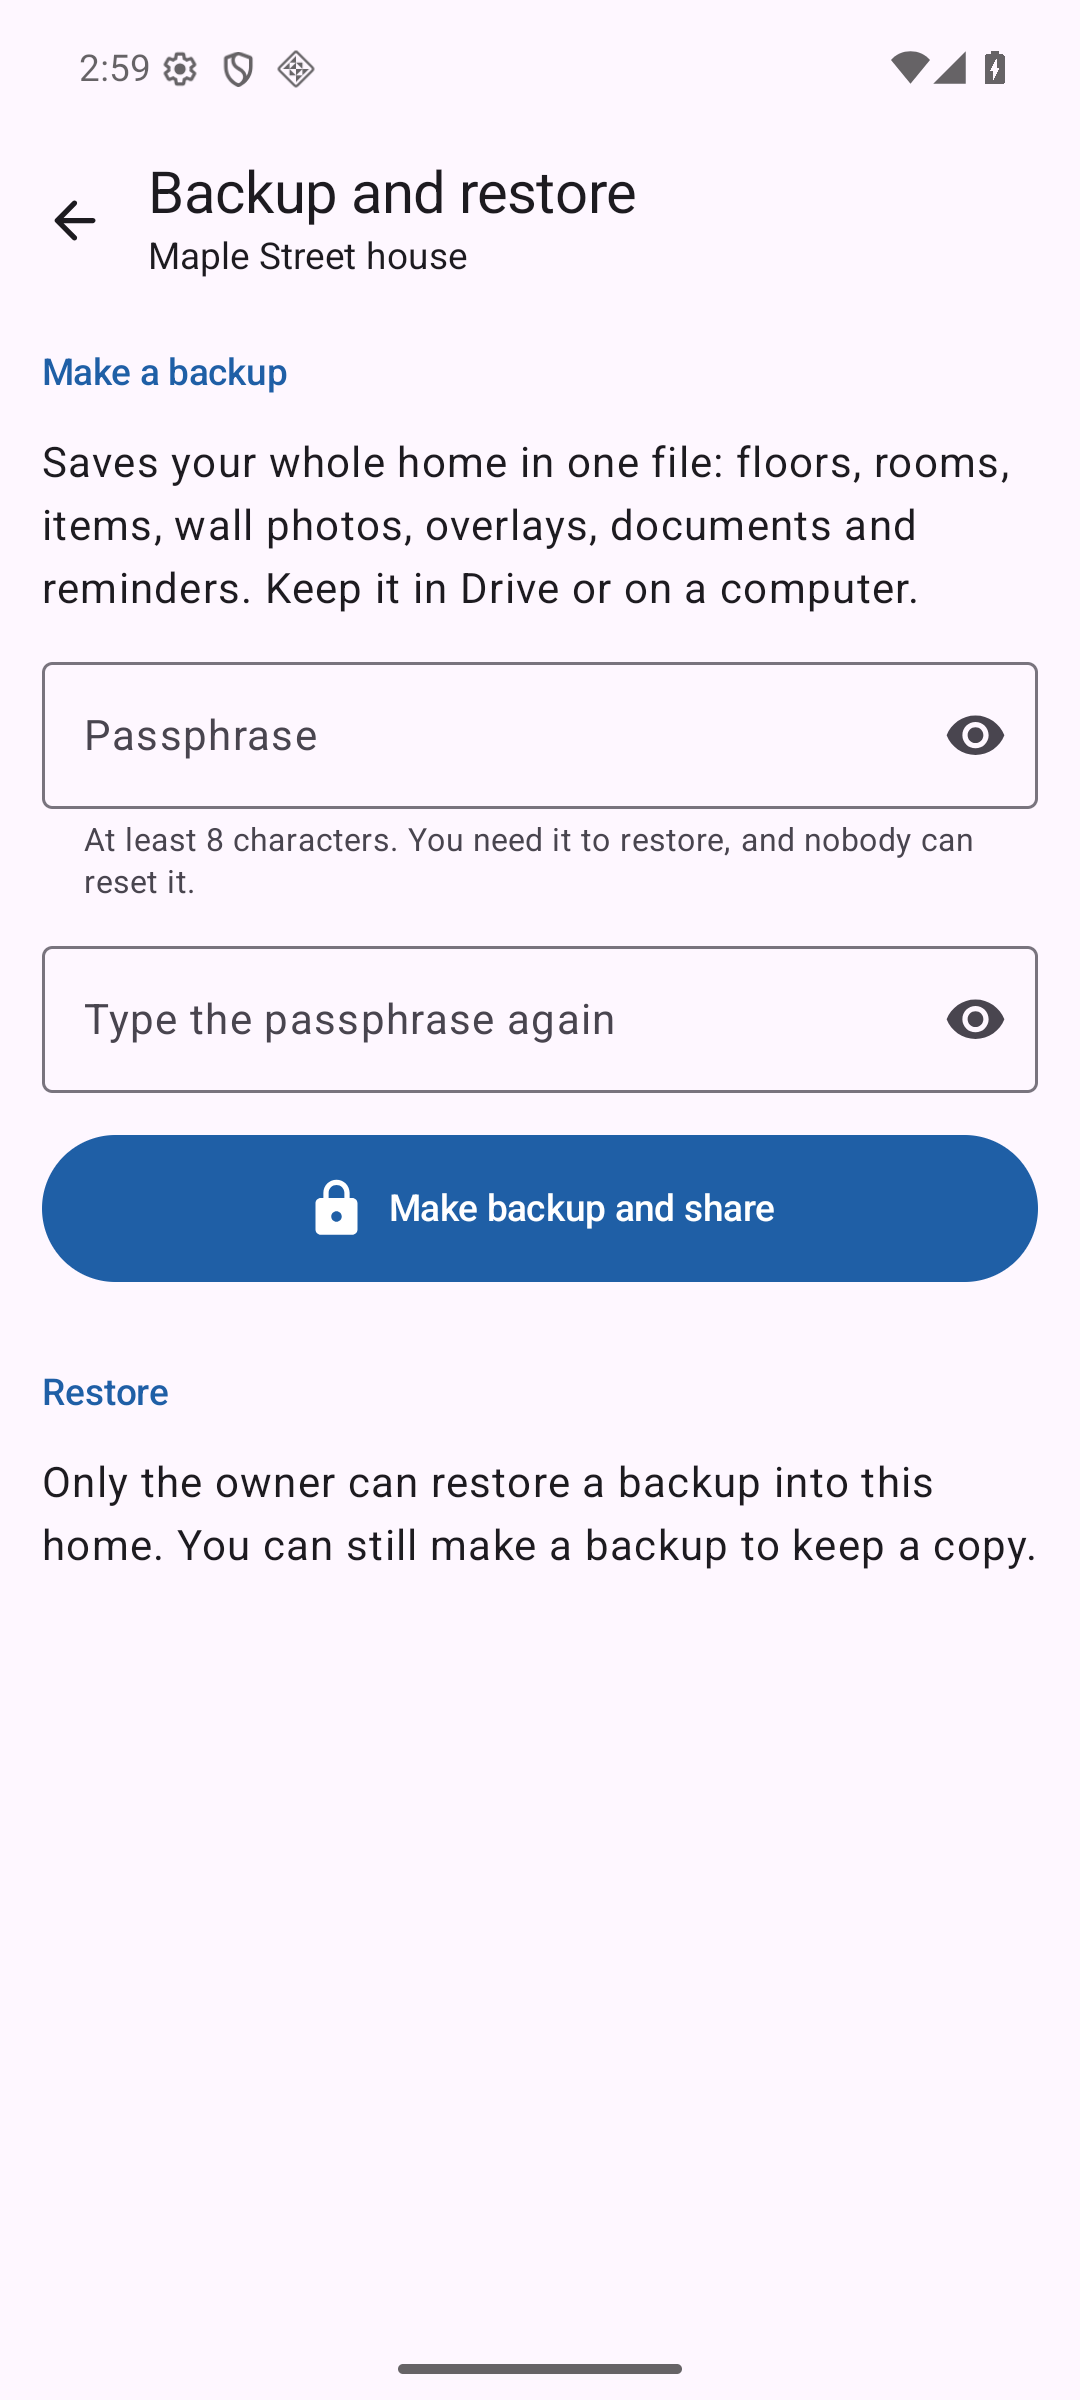 2:59
Backup and restore
Maple Street house
Make a backup
Saves your whole home in one file: floors, rooms,
items, wall photos, overlays, documents and
reminders. Keep it in Drive or on a computer.
Passphrase
At least 8 characters. You need it to restore, and nobody can
reset it.
Type the passphrase again
Make backup and share
Restore
Only the owner can restore a backup into this
home. You can still make a backup to keep a copy.